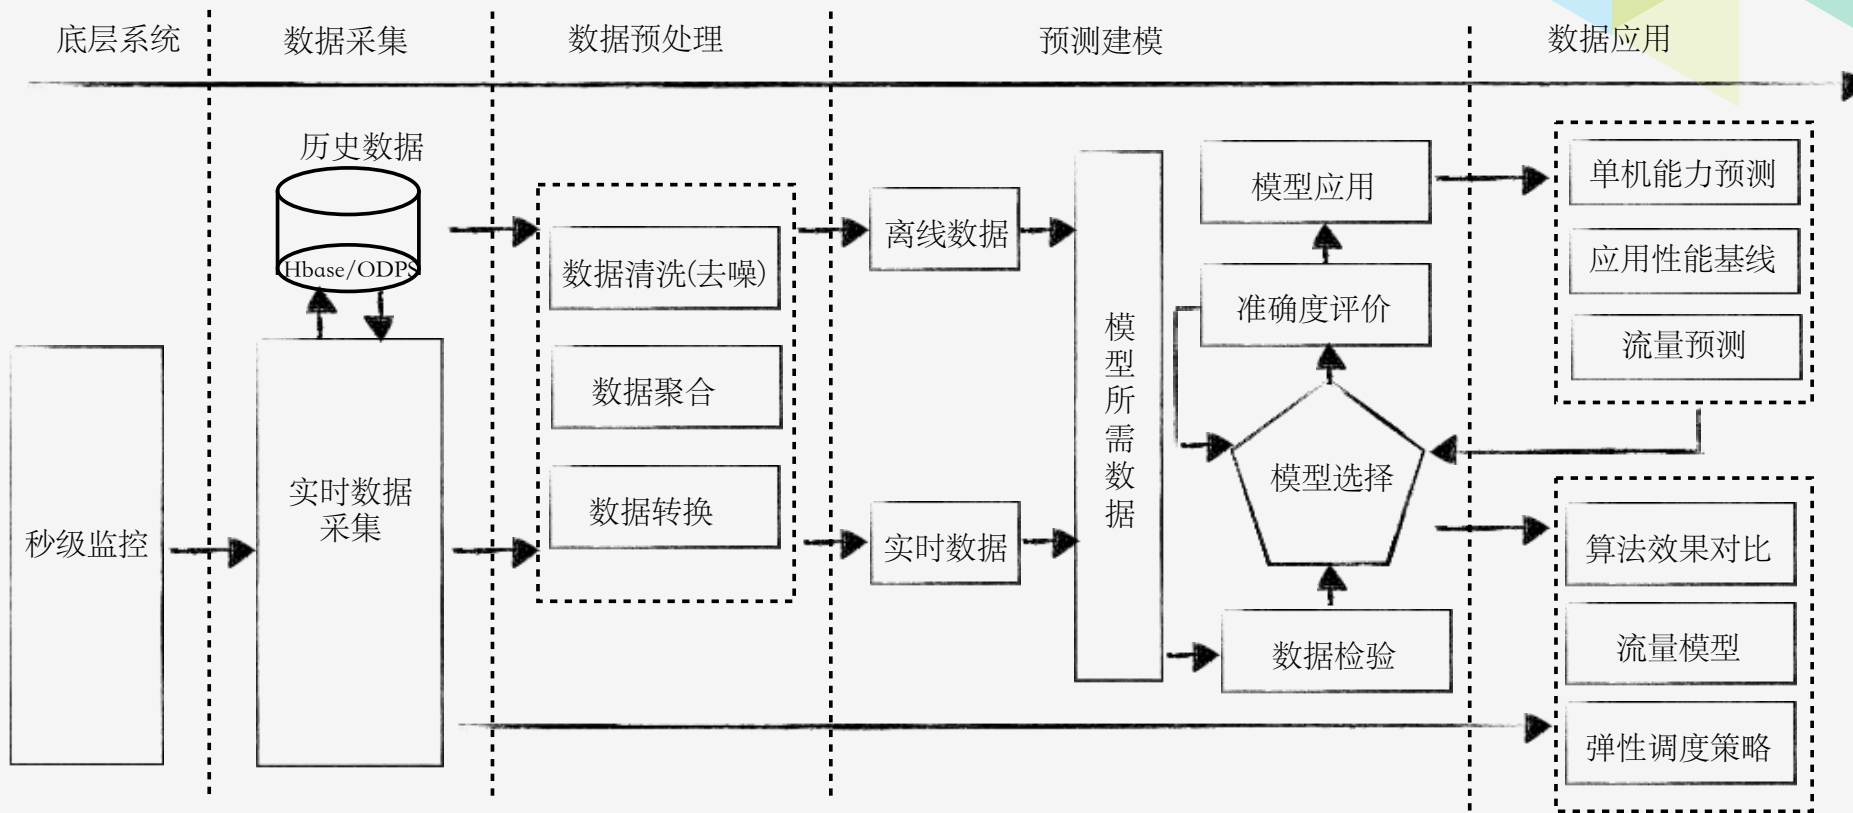 底层系统
数据采集
数据预处理
预测建模
数据应用
历史数据
Hbase/ODPS
秒级监控
实时数据
采集
数据清洗(去噪)
数据聚合
数据转换
离线数据
实时数据
模型所需数据
模型应用
准确度评价
模型选择
数据检验
单机能力预测
应用性能基线
流量预测
算法效果对比
流量模型
弹性调度策略